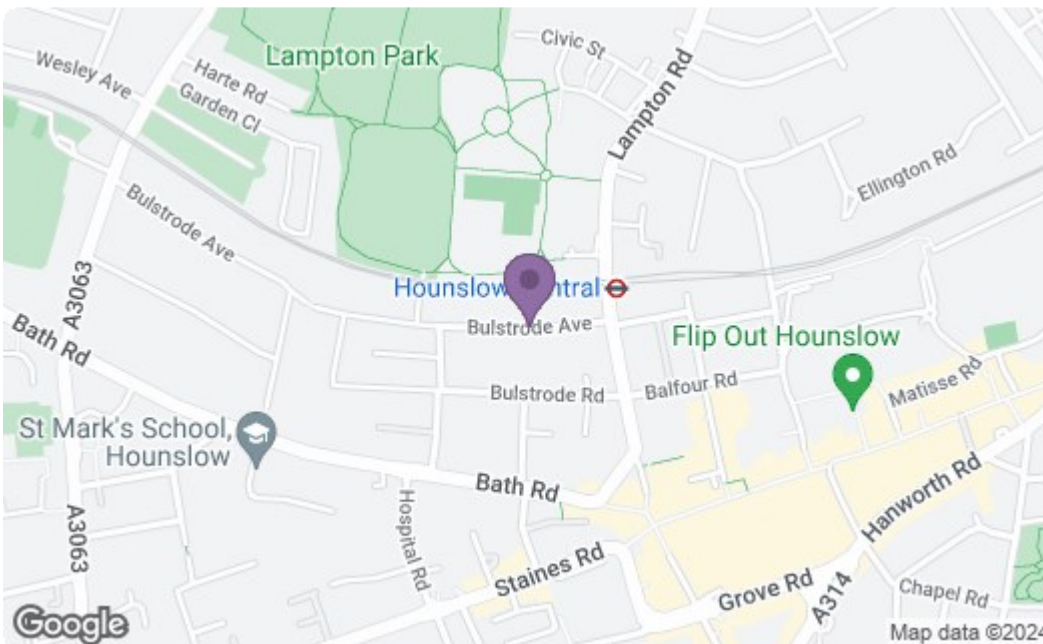 Civic St
Lampton Park
Wesley Ave
Harte Rd
Garden Cl
Lampton Rd
Ellington Rd
Bulstrode Ave
A3063
Hounslow
Bulstrode Ave
Bath Rd
Flip Out Hounslow
Matisse Rd
Bulstrode Rd
Balfour Rd
St Mark's School,
Hounslow
Bath Rd
Hanworth Rd
Hospital Rd
A3063
Staines Rd
Grove Rd
A314
Chapel Rd
Google
Map data ©2024